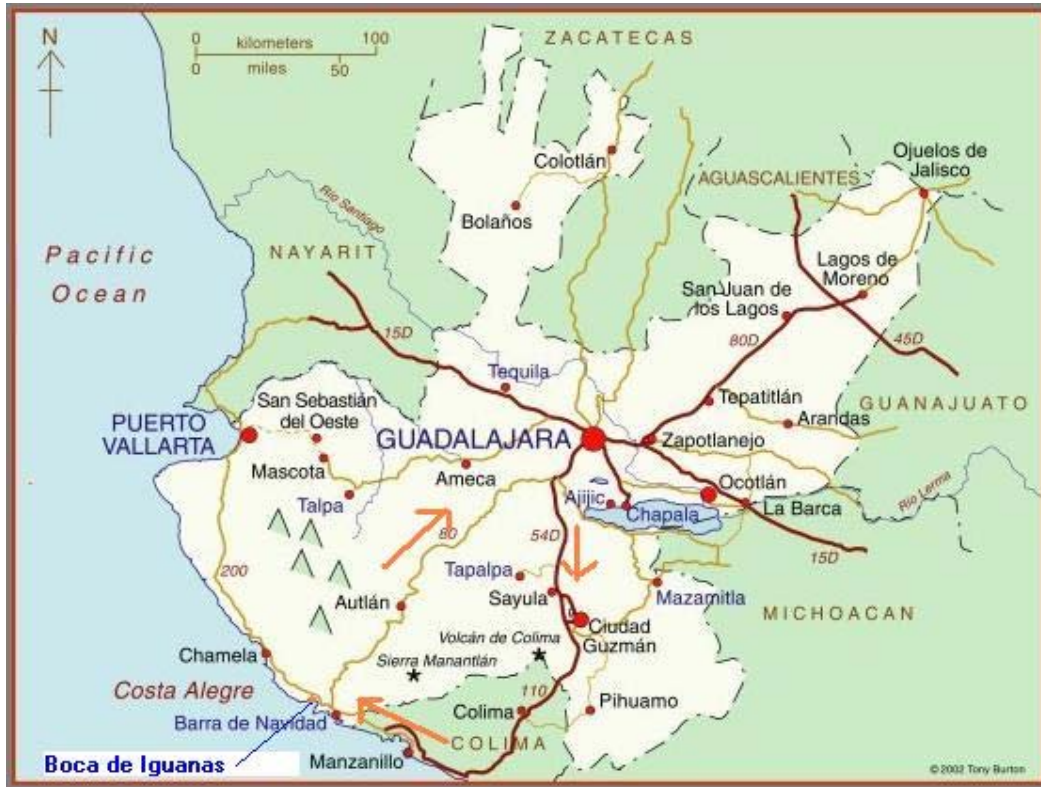 N
0 kilometers 100
0 miles 50
ZACATECAS
Colotlán
Bolaños
AGUASCALIENTES
Ojuelos de
Jalisco
Río Santiago
NAYARIT
Pacific
Ocean
Lagos de
Moreno
San Juan de
los Lagos
15D
80D
45D
Tequila
San Sebastián
del Oeste
PUERTO
VALLARTA
GUADALAJARA
Tepatitlán
Arandas
GUANAJUATO
Zapotlanejo
Mascota
Ameca
Talpa
Ajijic
Chapala
Ocotlán
La Barca
Río Lerma
80
54D
15D
200
Tapalpa
Sayula
Mazamitla
Autlán
Ciudad
Guzmán
MICHOACAN
Volcán de Colima
Sierra Manantlán
Chamela
Costa Alegre
110
Pihuamo
Colima
Barra de Navidad
COLIMA
Manzanillo
Boca de Iguanas
© 2002 Tony Burton